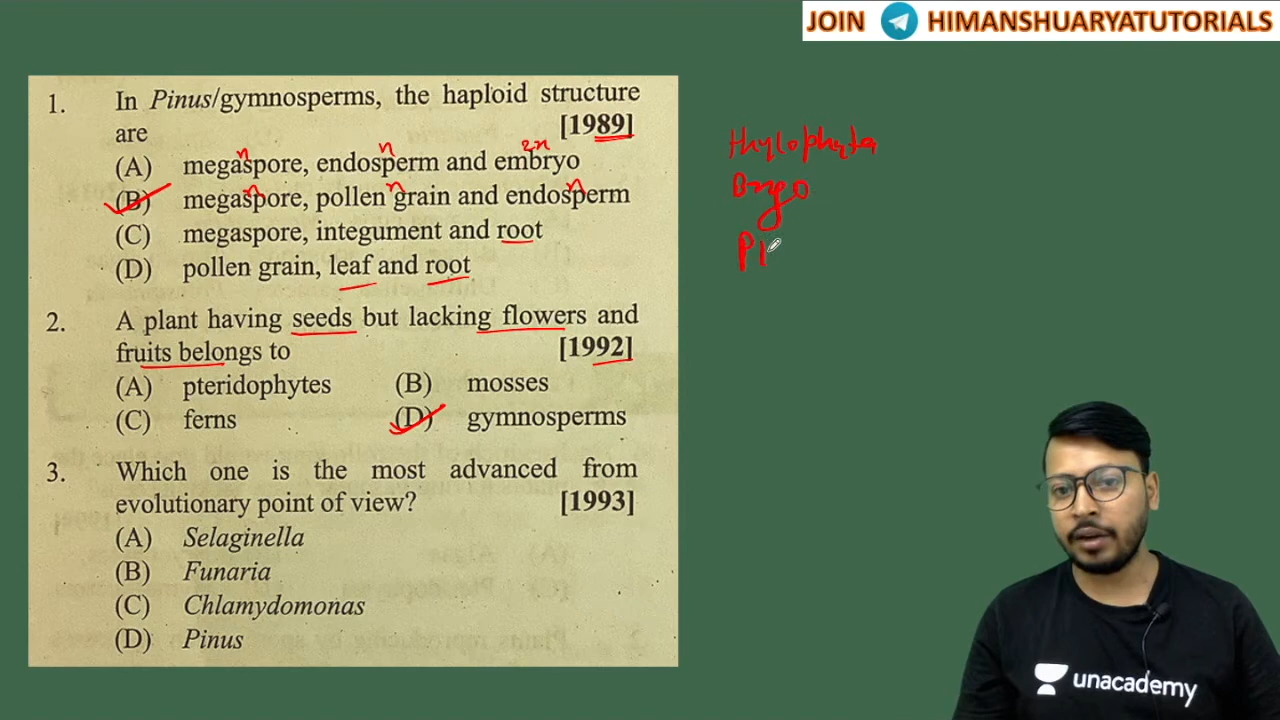 JOIN HIMANSHUARYATUTORIALS
1. In Pinus/gymnosperms, the haploid structure
are [1989]
n n 2x
(A) megaspore, endosperm and embryo
n n n
(B) megaspore, pollen grain and endosperm
(C) megaspore, integument and root
(D) pollen grain, leaf and root
2. A plant having seeds but lacking flowers and
fruits belongs to [1992]
(A) pteridophytes (B) mosses
(C) ferns (D) gymnosperms
3. Which one is the most advanced from
evolutionary point of view? [1993]
(A) Selaginella
(B) Funaria
(C) Chlamydomonas
(D) Pinus
unacademy